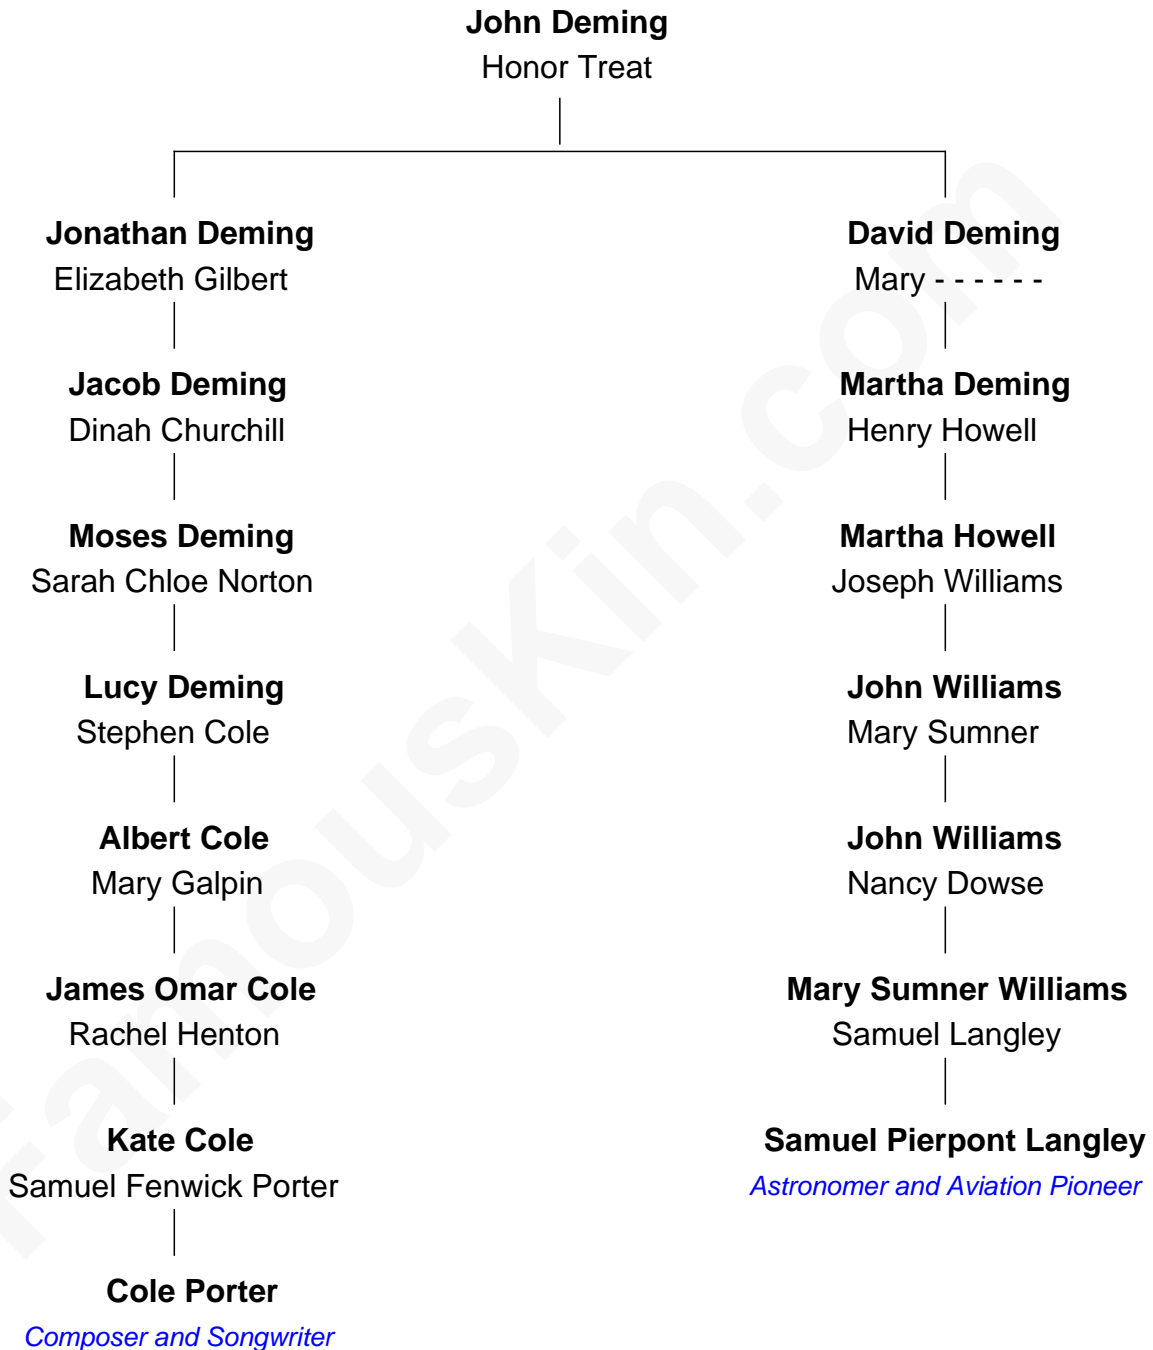 John Deming
Honor Treat
Jonathan Deming
Elizabeth Gilbert
David Deming
Mary - - - - - -
Jacob Deming
Dinah Churchill
Martha Deming
Henry Howell
Moses Deming
Sarah Chloe Norton
Martha Howell
Joseph Williams
Lucy Deming
Stephen Cole
John Williams
Mary Sumner
Albert Cole
Mary Galpin
John Williams
Nancy Dowse
James Omar Cole
Rachel Henton
Mary Sumner Williams
Samuel Langley
Kate Cole
Samuel Fenwick Porter
Samuel Pierpont Langley
Astronomer and Aviation Pioneer
Cole Porter
Composer and Songwriter
FamousKin.com